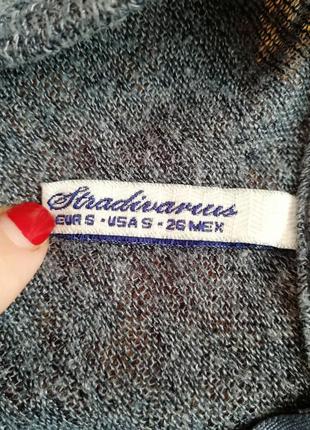 Stradivarius
EUR S - USA S - 26 MEX